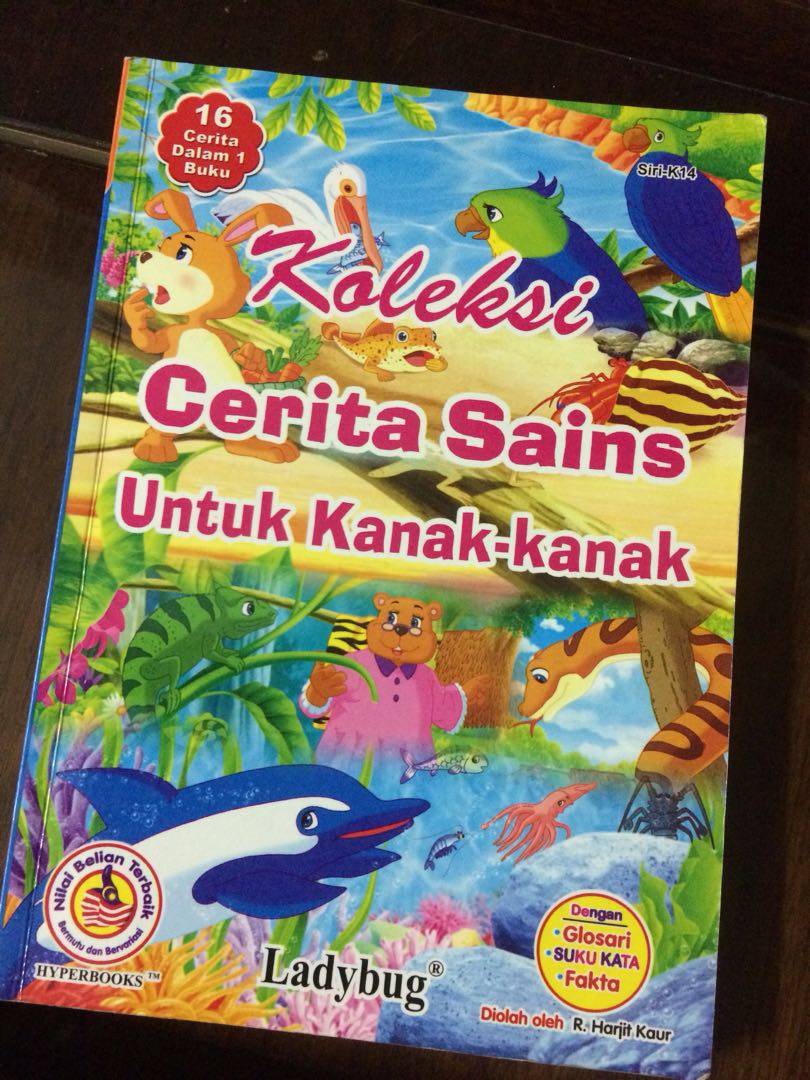 16
Cerita
Dalam 1
Buku
Siri-K14
Koleksi
Cerita Sains
Untuk Kanak-kanak
Nilai Belian Terbaik
Bermutu dan Bervariasi
HYPERBOOKS™
Ladybug®
Dengan
•Glosari
•SUKU KATA
•Fakta
Diolah oleh R. Harjit Kaur